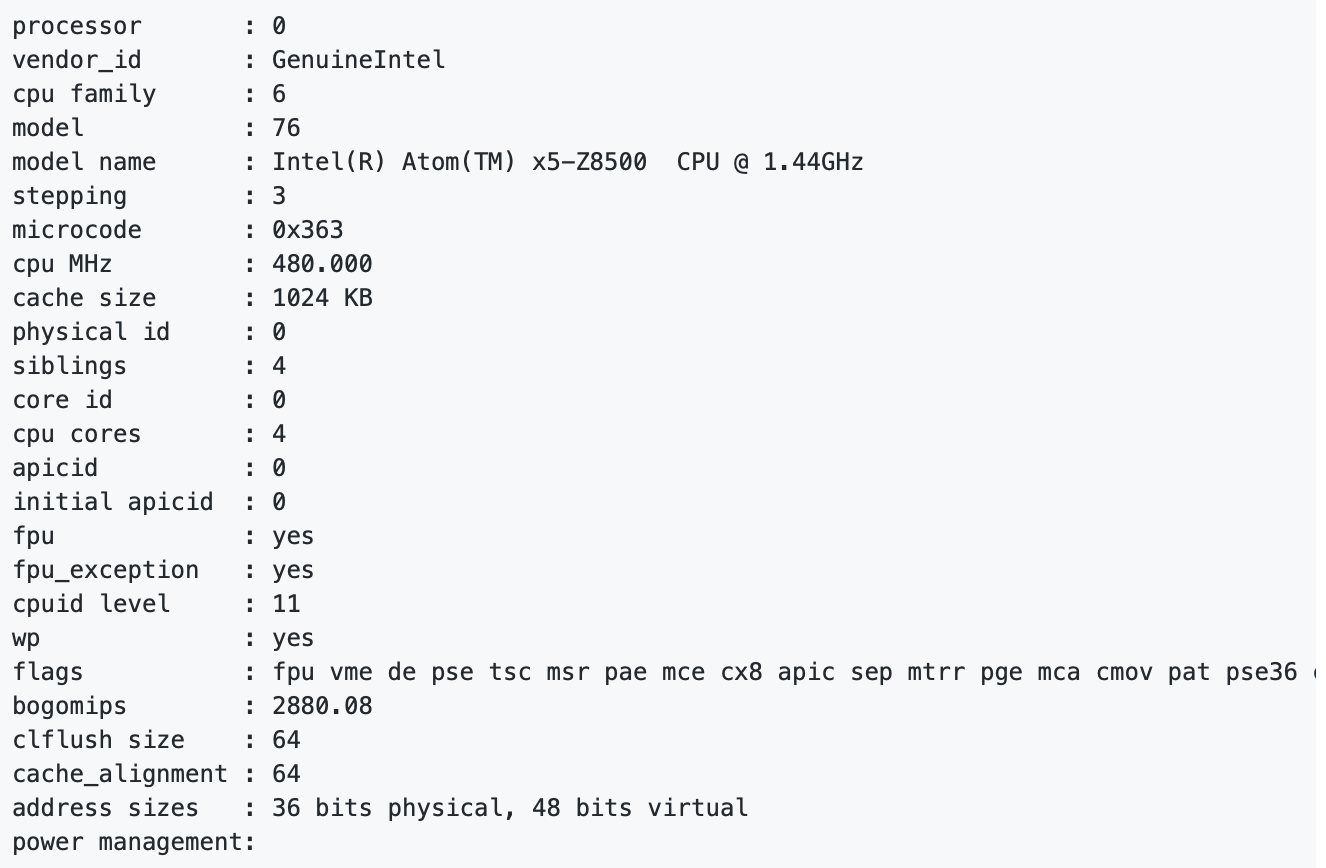 processor       : 0
vendor_id       : GenuineIntel
cpu family      : 6
model           : 76
model name      : Intel(R) Atom(TM) x5-Z8500  CPU @ 1.44GHz
stepping        : 3
microcode       : 0x363
cpu MHz         : 480.000
cache size      : 1024 KB
physical id     : 0
siblings        : 4
core id         : 0
cpu cores       : 4
apicid          : 0
initial apicid  : 0
fpu             : yes
fpu_exception   : yes
cpuid level     : 11
wp              : yes
flags           : fpu vme de pse tsc msr pae mce cx8 apic sep mtrr pge mca cmov pat pse36
bogomips        : 2880.08
clflush size    : 64
cache_alignment : 64
address sizes   : 36 bits physical, 48 bits virtual
power management: